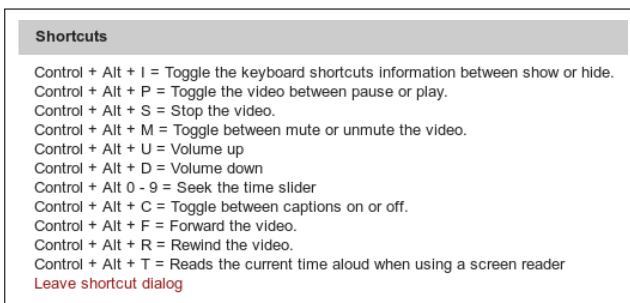 Shortcuts
Control + Alt + I = Toggle the keyboard shortcuts information between show or hide.
Control + Alt + P = Toggle the video between pause or play.
Control + Alt + S = Stop the video.
Control + Alt + M = Toggle between mute or unmute the video.
Control + Alt + U = Volume up
Control + Alt + D = Volume down
Control + Alt 0 - 9 = Seek the time slider
Control + Alt + C = Toggle between captions on or off.
Control + Alt + F = Forward the video.
Control + Alt + R = Rewind the video.
Control + Alt + T = Reads the current time aloud when using a screen reader
Leave shortcut dialog